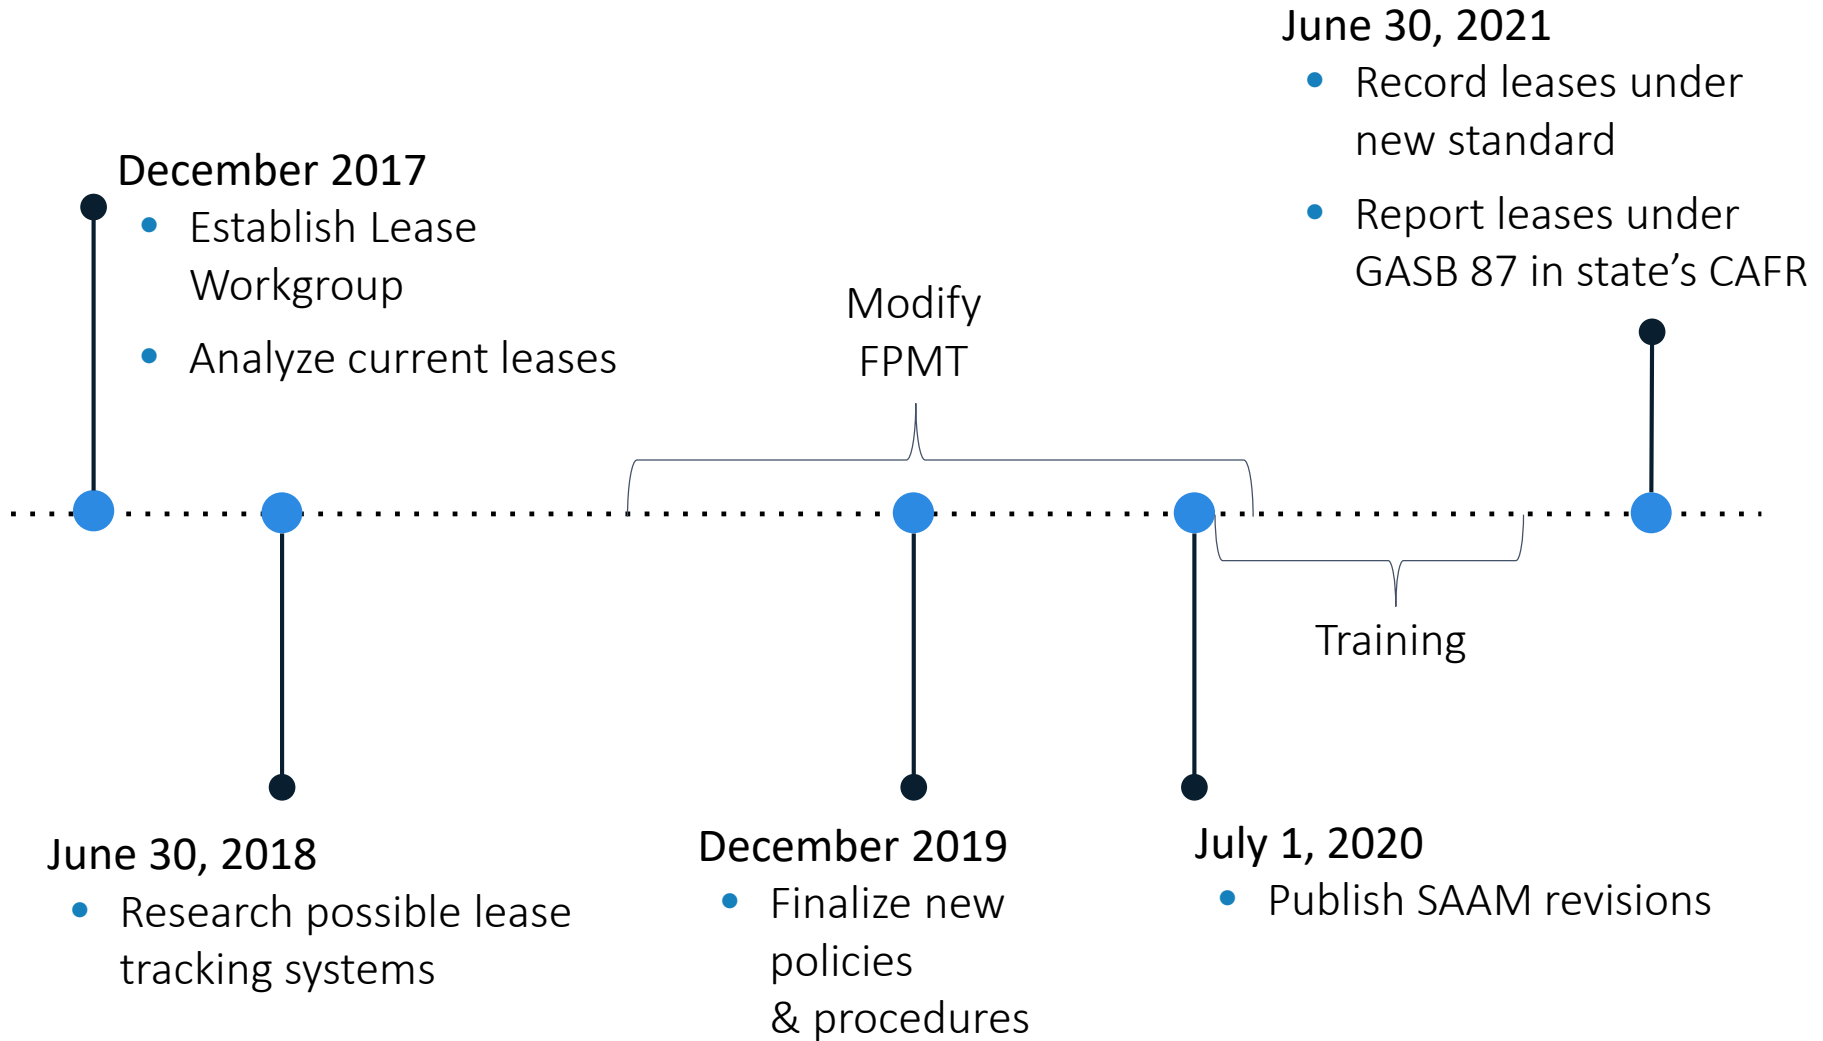 December 2017
• Establish Lease
Workgroup
• Analyze current leases
Modify
FPMT
June 30, 2021
• Record leases under
new standard
• Report leases under
GASB 87 in state’s CAFR
Training
June 30, 2018
• Research possible lease
tracking systems
December 2019
• Finalize new
policies
& procedures
July 1, 2020
• Publish SAAM revisions